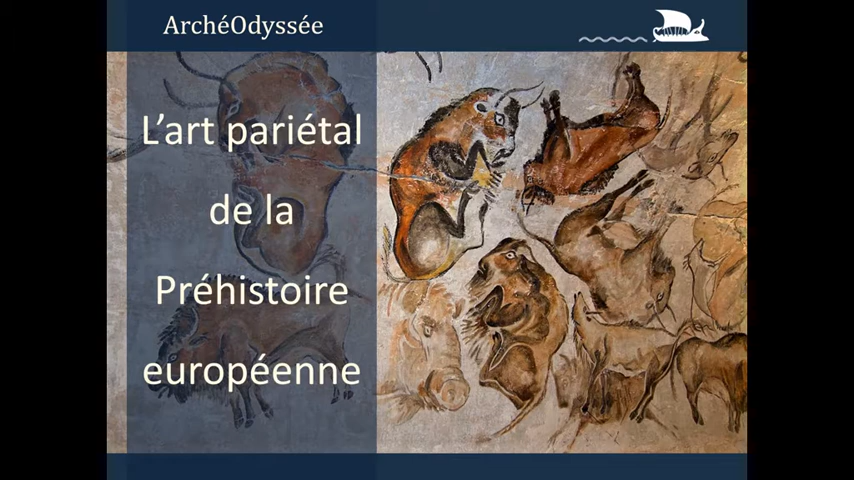 ArchéOdyssée
L’art pariétal
de la
Préhistoire
européenne